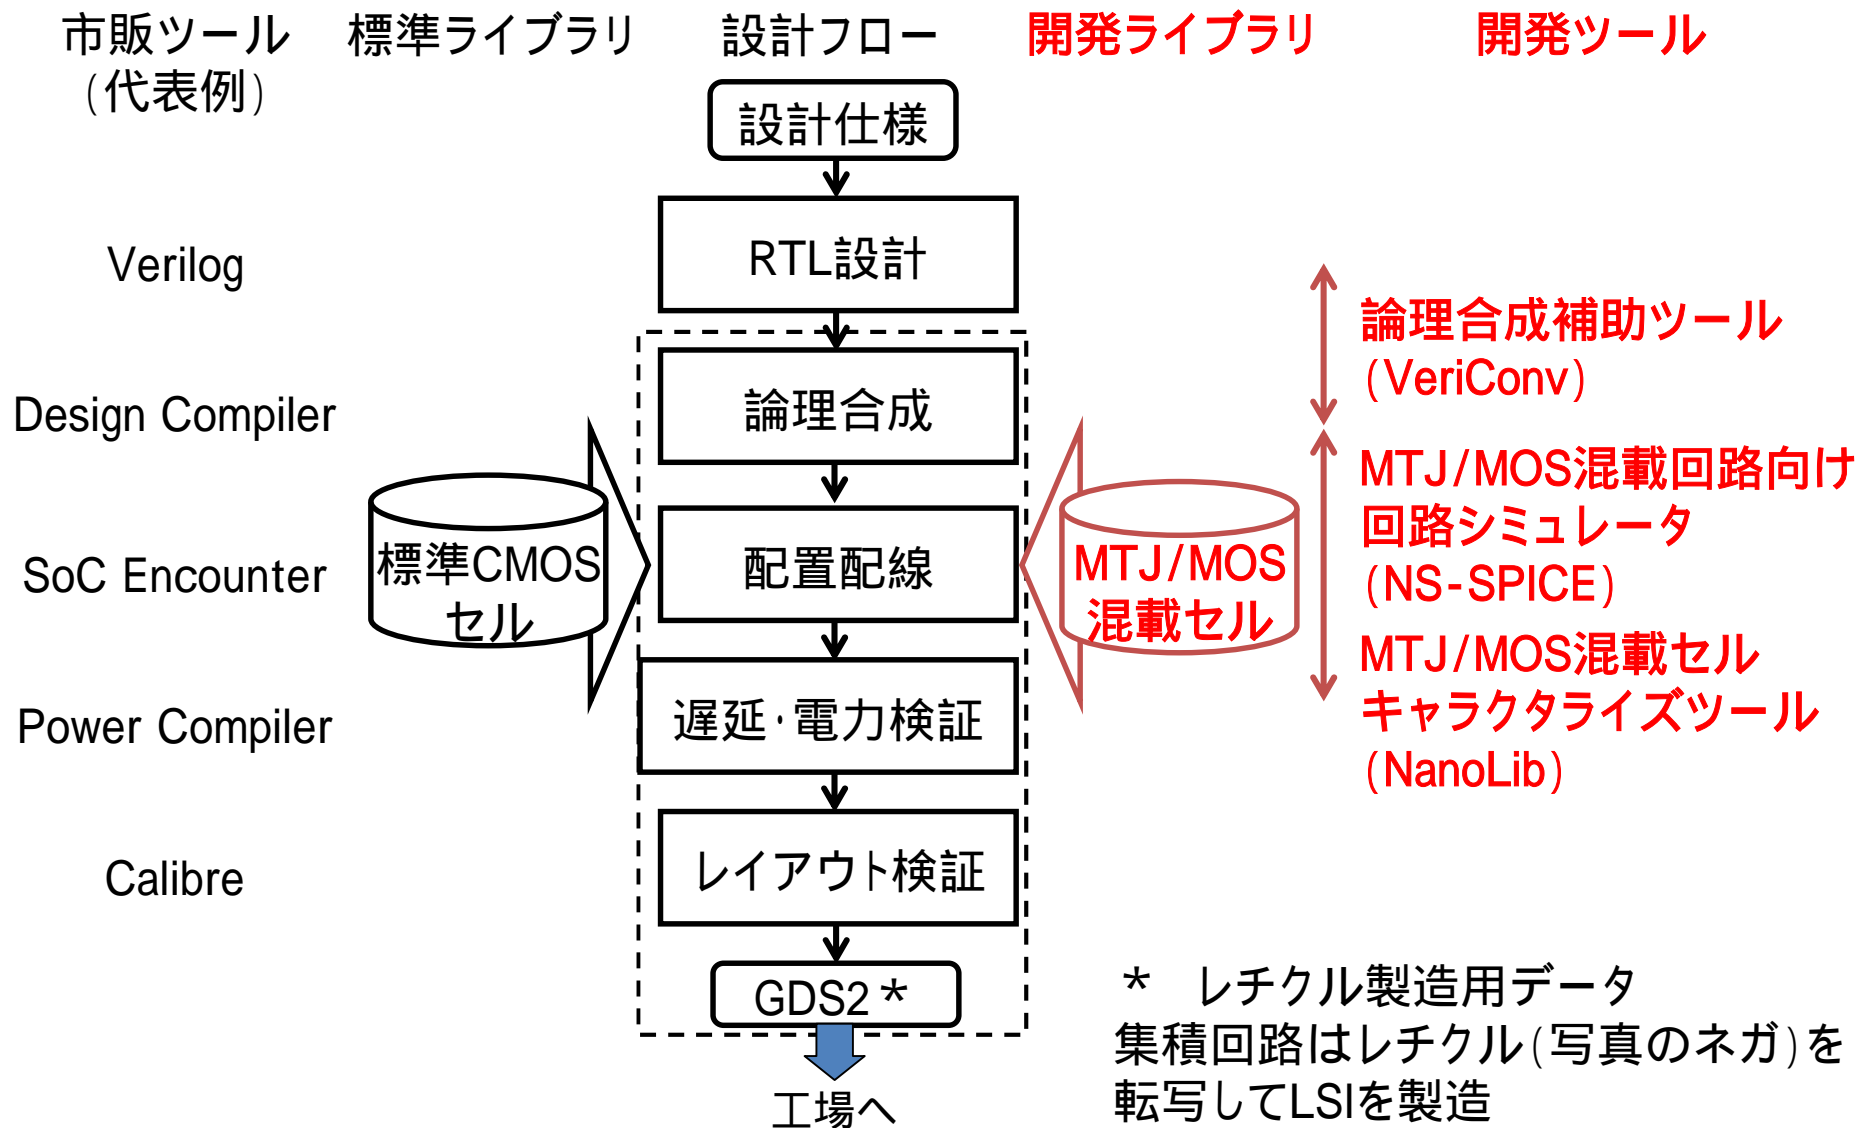 市販ツール
(代表例)
標準ライブラリ
設計フロー
開発ライブラリ
開発ツール
設計仕様
Verilog
RTL設計
論理合成補助ツール
(VeriConv)
Design Compiler
論理合成
MTJ/MOS混載回路向け
回路シミュレータ
(NS-SPICE)
SoC Encounter
標準CMOS
セル
配置配線
MTJ/MOS
混載セル
MTJ/MOS混載セル
キャラクタライズツール
(NanoLib)
Power Compiler
遅延・電力検証
Calibre
レイアウト検証
GDS2*
工場へ
* レチクル製造用データ
集積回路はレチクル(写真のネガ)を
転写してLSIを製造